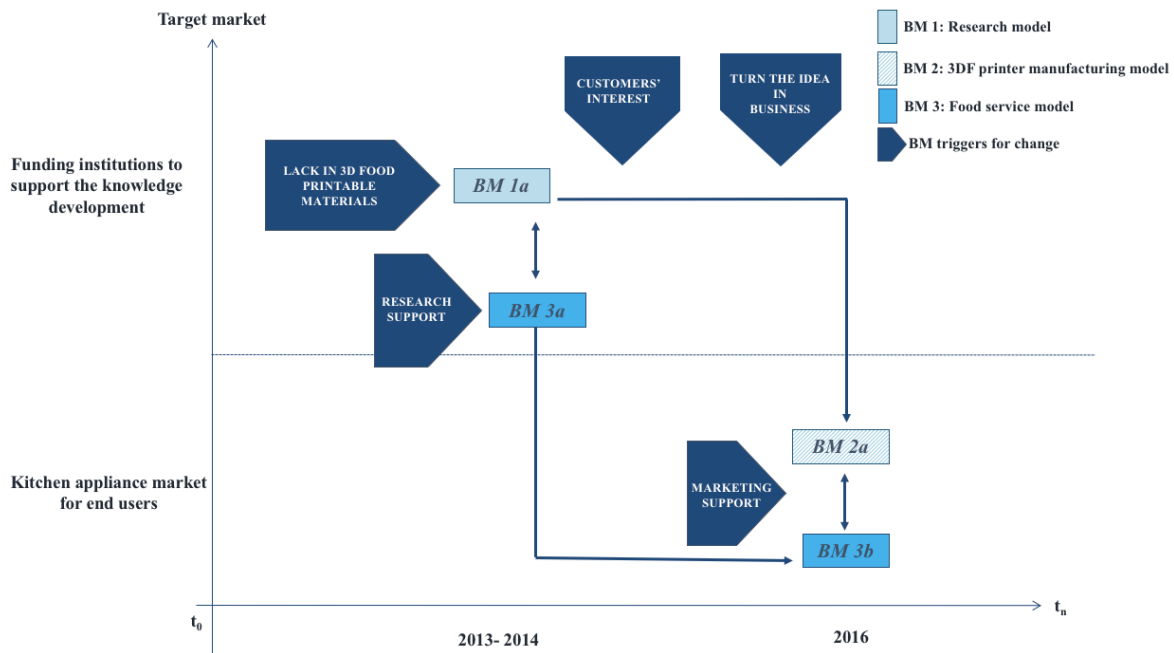 Target market
BM 1: Research model
BM 2: 3DF printer manufacturing model
BM 3: Food service model
BM triggers for change
CUSTOMERS’
INTEREST
TURN THE IDEA
IN
BUSINESS
Funding institutions to
support the knowledge
development
LACK IN 3D FOOD
PRINTABLE
MATERIALS
BM 1a
RESEARCH
SUPPORT
BM 3a
Kitchen appliance market
for end users
MARKETING
SUPPORT
BM 2a
BM 3b
t0
tn
2013- 2014
2016